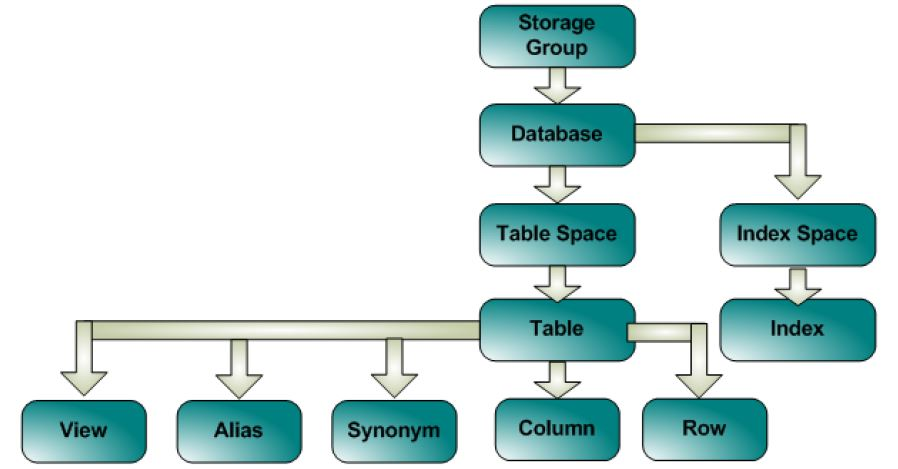 Storage
Group
Database
Table Space
Index Space
Table
Index
View
Alias
Synonym
Column
Row